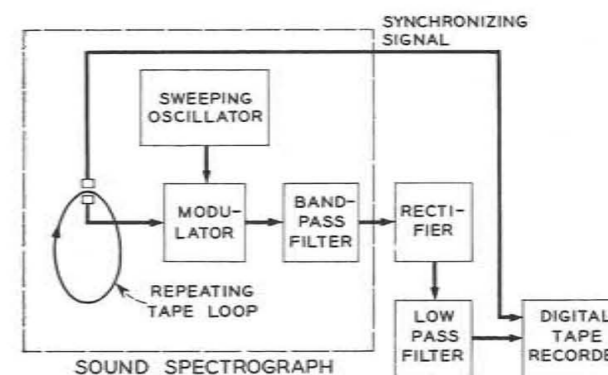 SYNCHRONIZING
SIGNAL
SWEEPING
OSCILLATOR
MODU-
LATOR
BAND-
PASS
FILTER
RECTI-
FIER
REPEATING
TAPE LOOP
LOW
PASS
FILTER
DIGITAL
TAPE
RECORDE
SOUND SPECTROGRAPH